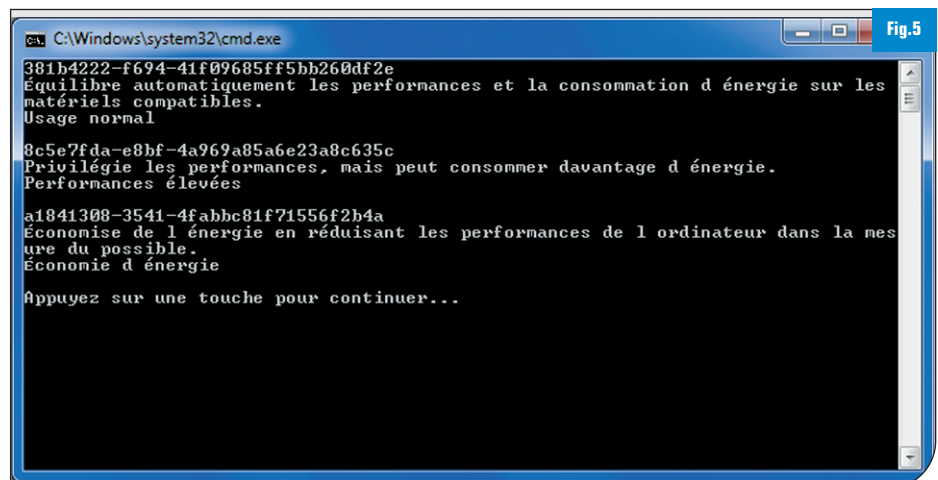 C:\Windows\system32\cmd.exe
Fig.5
381b4222-f694-41f09685ff5bb260df2e
Équilibre automatiquement les performances et la consommation d énergie sur les
matériels compatibles.
Usage normal
8c5e7fda-e8bf-4a969a85a6e23a8c635c
Privilégie les performances, mais peut consommer davantage d énergie.
Performances élevées
a1841308-3541-4fabbc81f71556f2b4a
Économise de l énergie en réduisant les performances de l ordinateur dans la mes
ure du possible.
Économie d énergie
Appuyez sur une touche pour continuer...